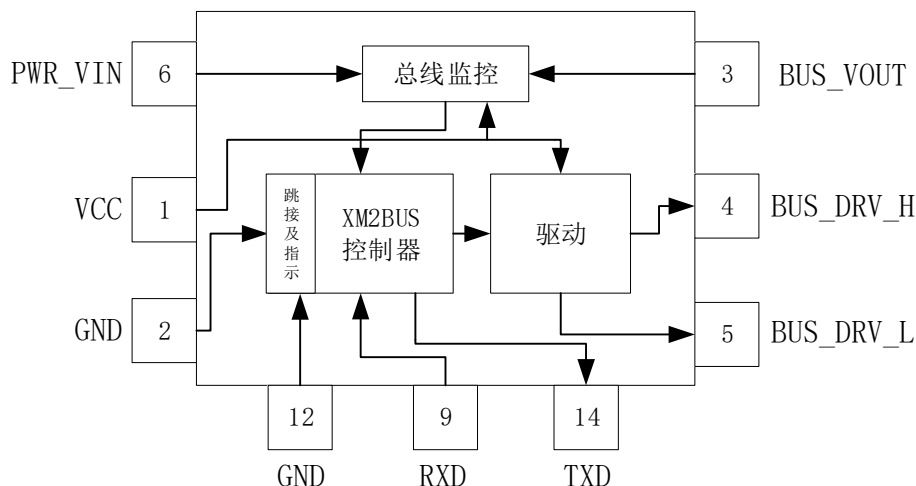 PWR_VIN
6
总线监控
3
BUS_VOUT
VCC
1
跳接及指示
XM2BUS
控制器
驱动
4
BUS_DRV_H
GND
2
5
BUS_DRV_L
12
9
14
GND
RXD
TXD